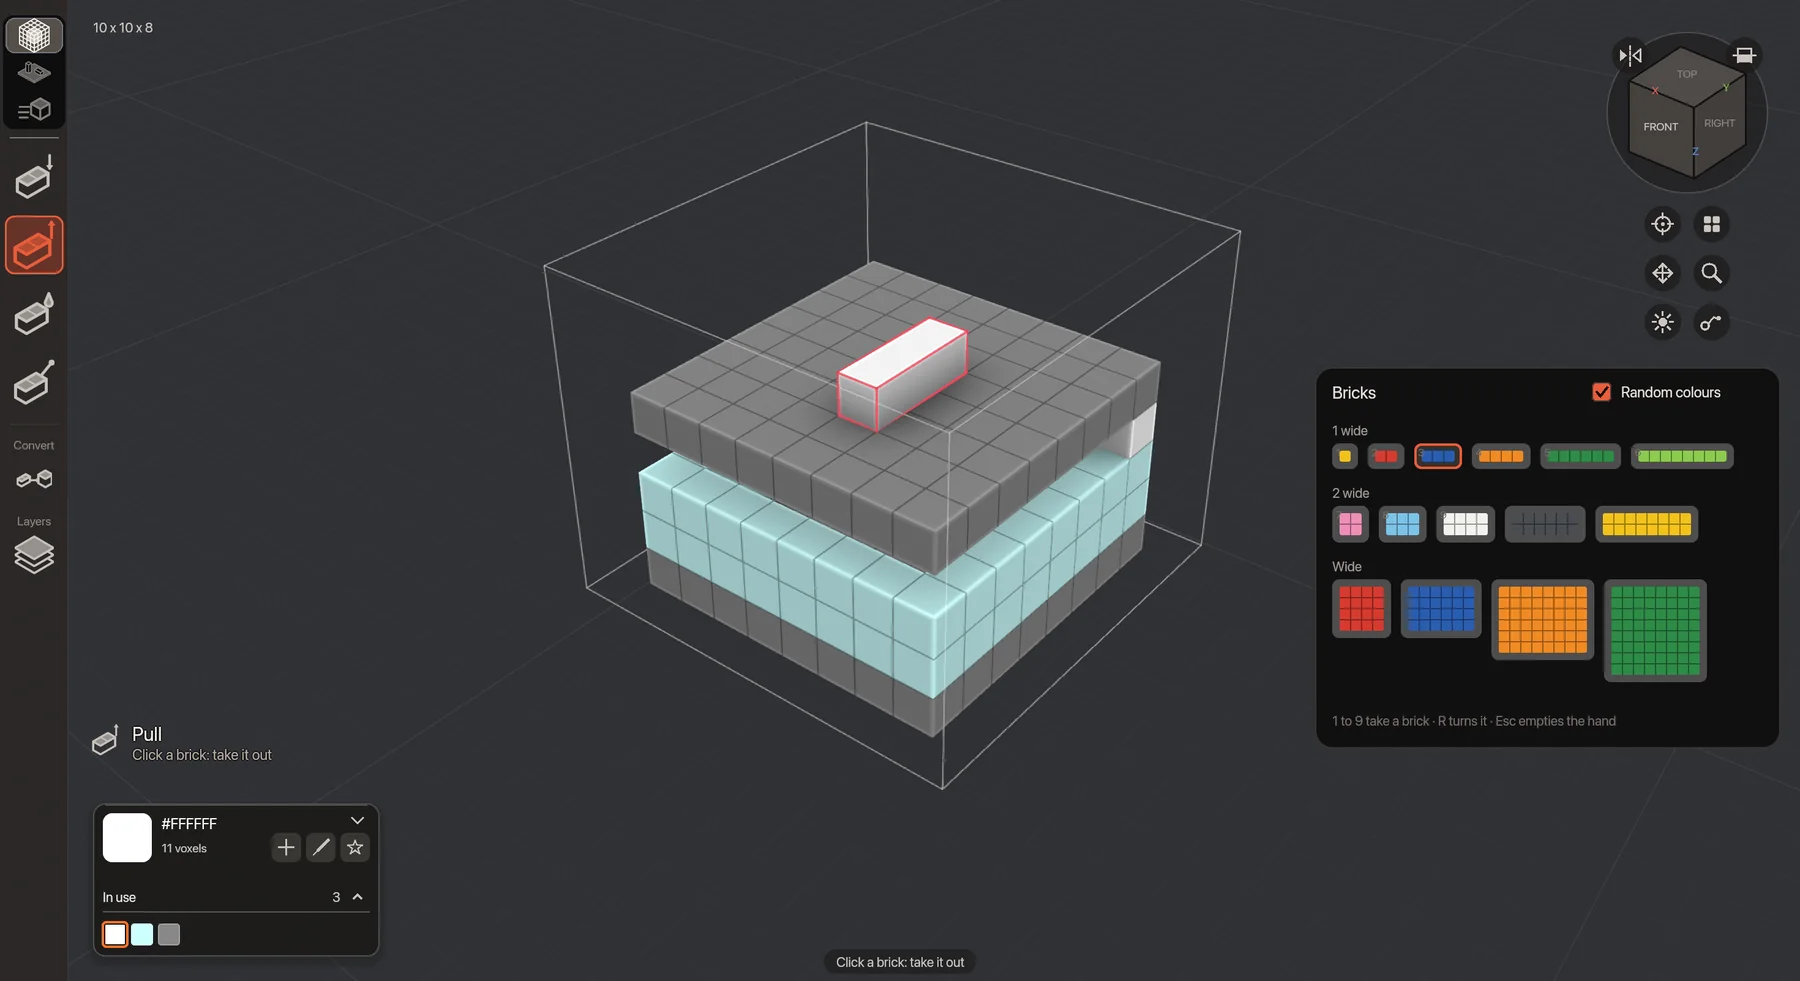 10 x 10 x 8
TOP
X
Y
FRONT
RIGHT
Z
Bricks
Random colours
1 wide
2 wide
Wide
1 to 9 take a brick · R turns it · Esc empties the hand
Convert
Layers
Pull
Click a brick: take it out
#FFFFFF
11 voxels
In use
3
Click a brick: take it out